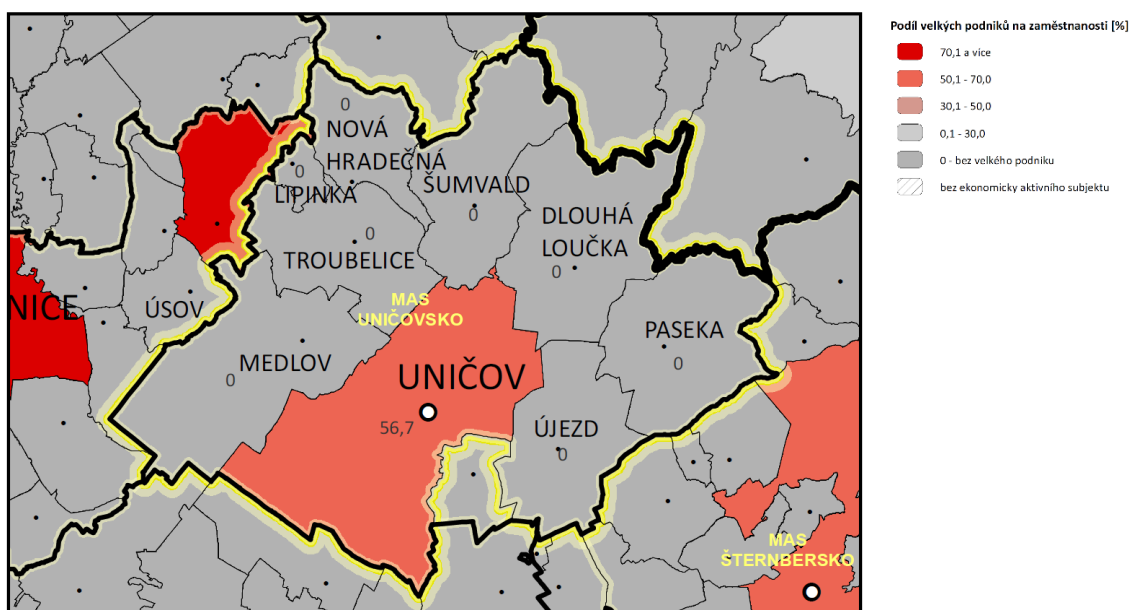 Podíl velkých podniků na zaměstnanosti [%]
70,1 a více
50,1 - 70,0
30,1 - 50,0
0,1 - 30,0
0 - bez velkého podniku
bez ekonomicky aktivního subjektu
0
NOVÁ
HRADEČNÁ
0
LIPINKA
ŠUMVALD
0
DLOUHÁ
LOUČKA
0
0
TROUBELICE
NICE
ÚSOV
MAS
UNIČOVSKO
PASEKA
0
MEDLOV
0
UNIČOV
56,7
ÚJEZD
0
MAS
ŠTERNBERSKO